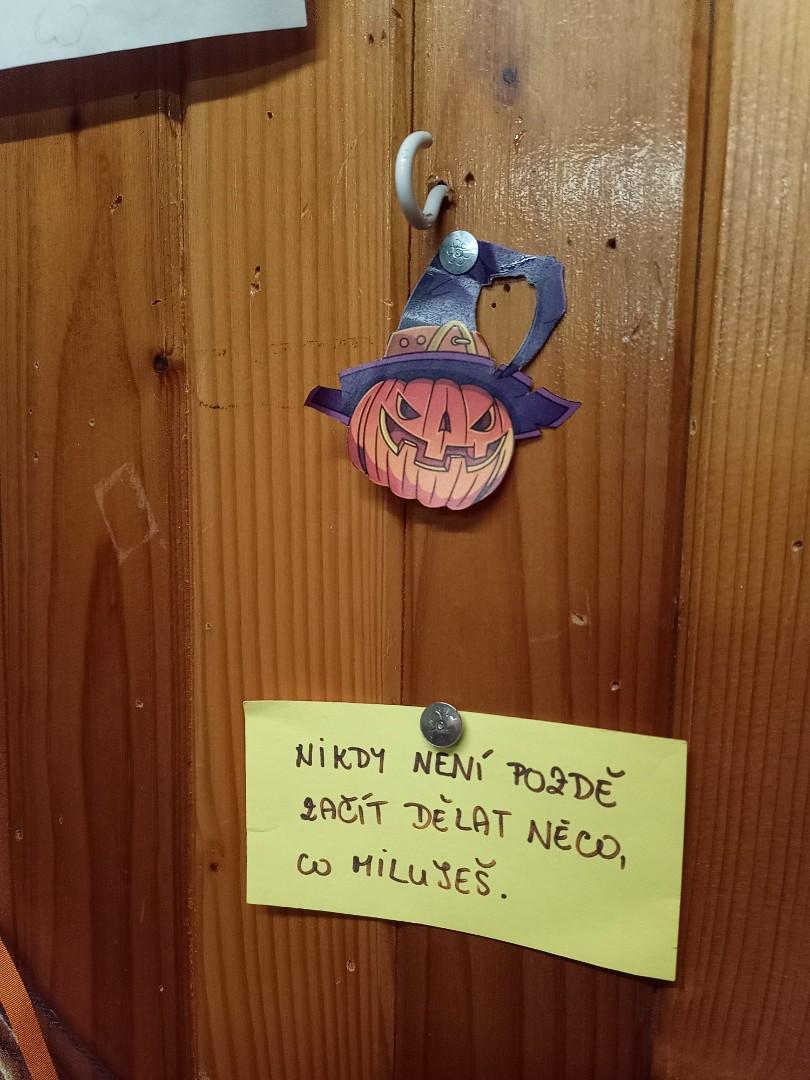 NIKDY NENÍ POZDĚ
ZAČÍT DĚLAT NĚCO,
CO MILUJEŠ.